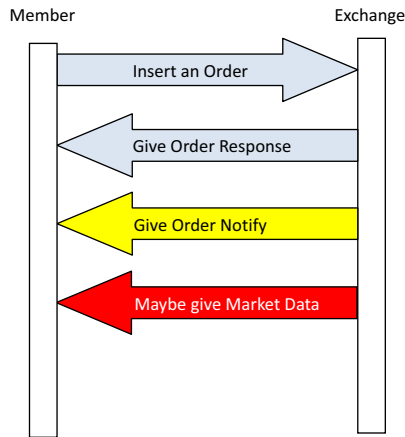 Member
Exchange
Insert an Order
Give Order Response
Give Order Notify
Maybe give Market Data